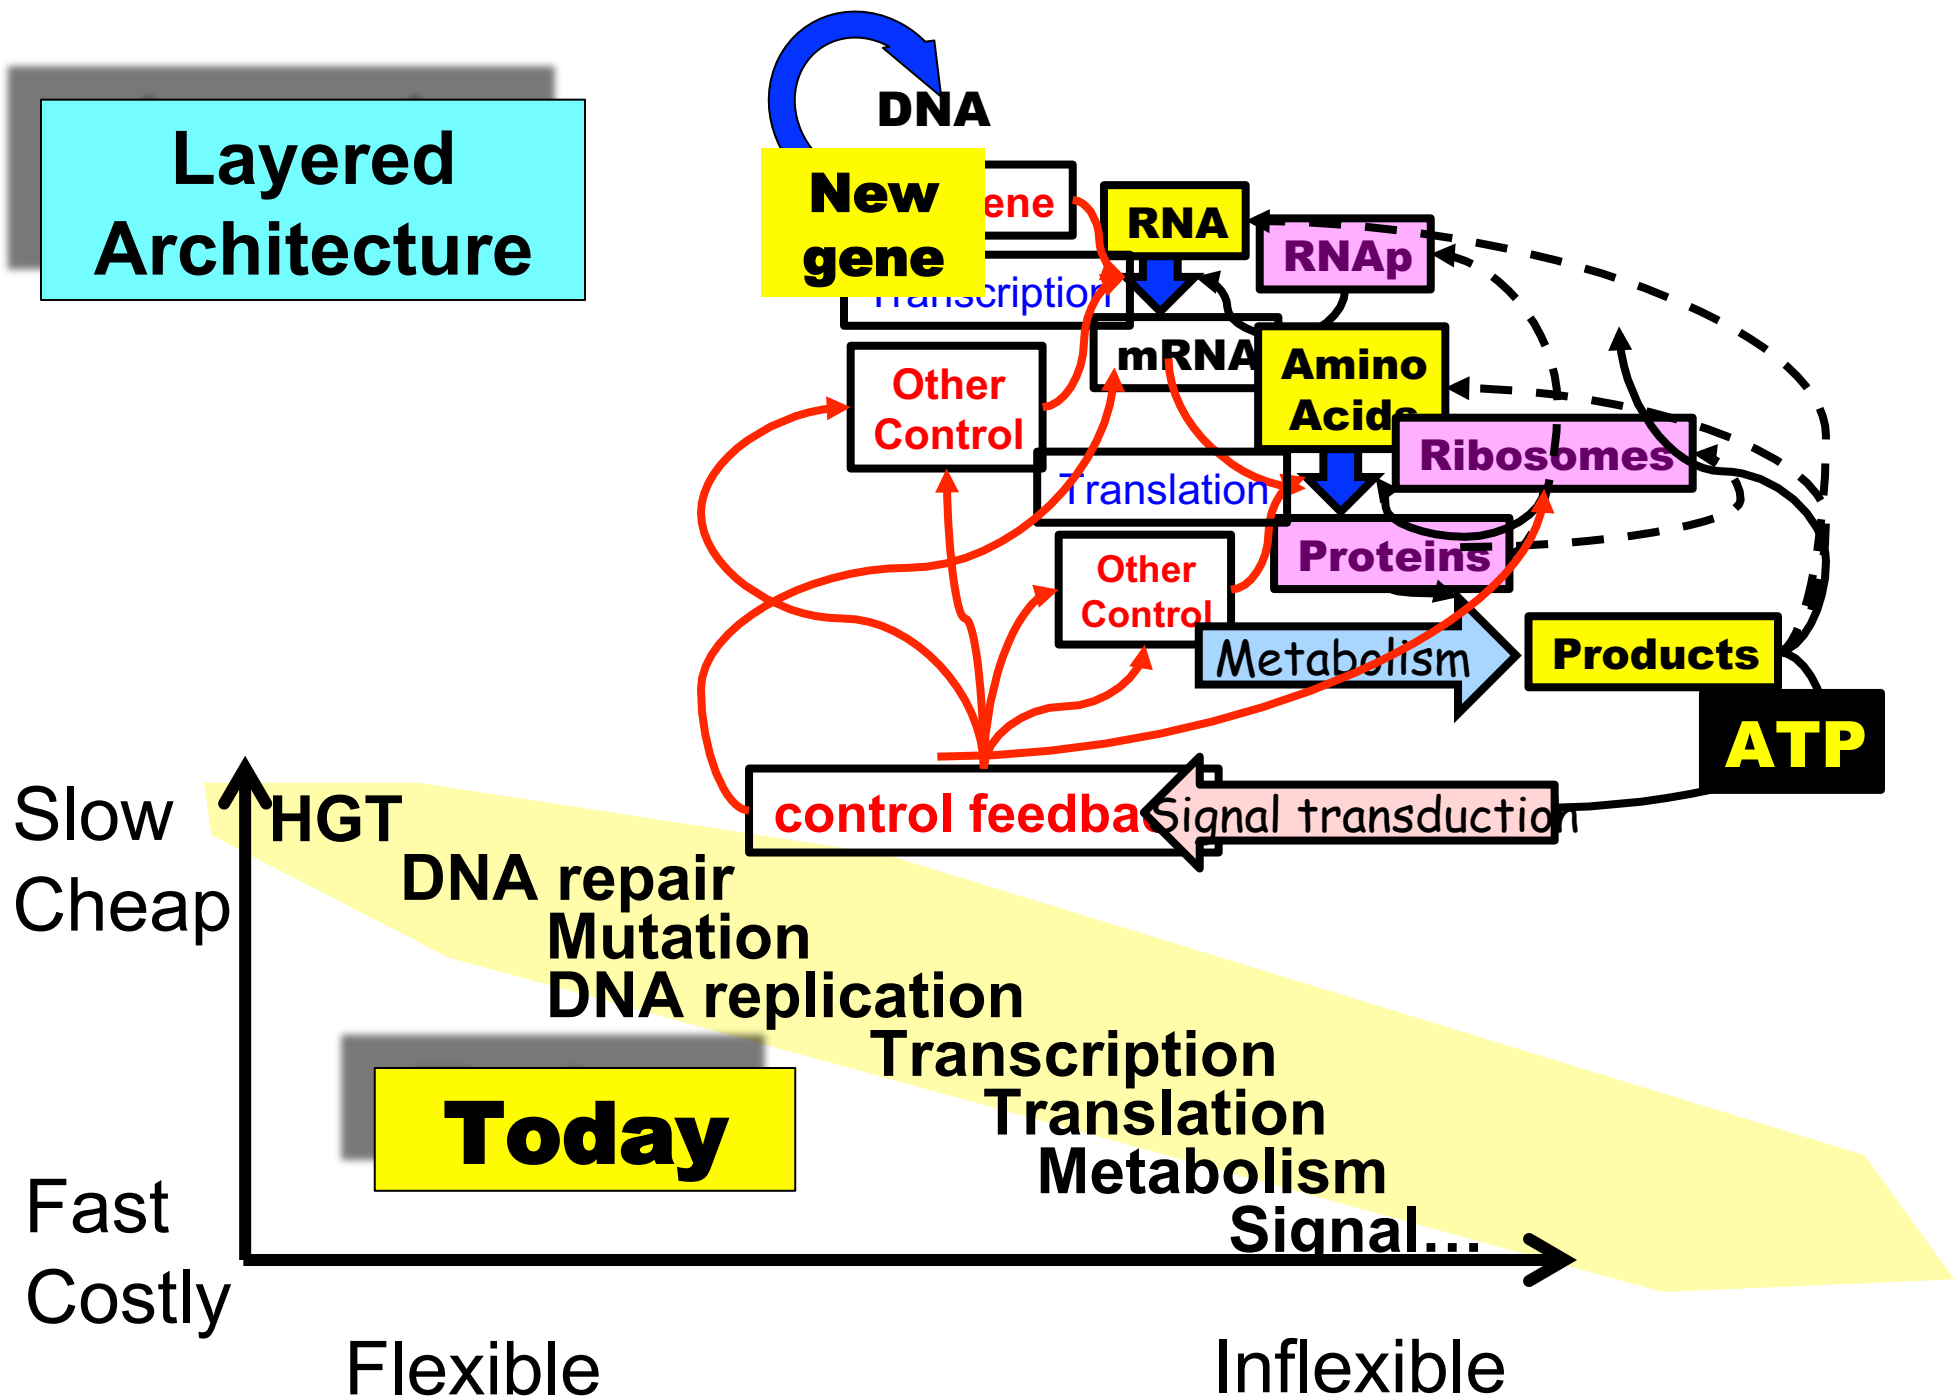 Layered
Architecture
DNA
New
gene
ene
RNA
RNAp
Transcription
mRNA
Amino
Acids
Other
Control
Ribosomes
Translation
Proteins
Other
Control
Metabolism
Products
ATP
control feedba
Signal transduction
Slow
Cheap
HGT
DNA repair
Mutation
DNA replication
Transcription
Translation
Metabolism
Signal...
Today
Fast
Costly
Flexible
Inflexible